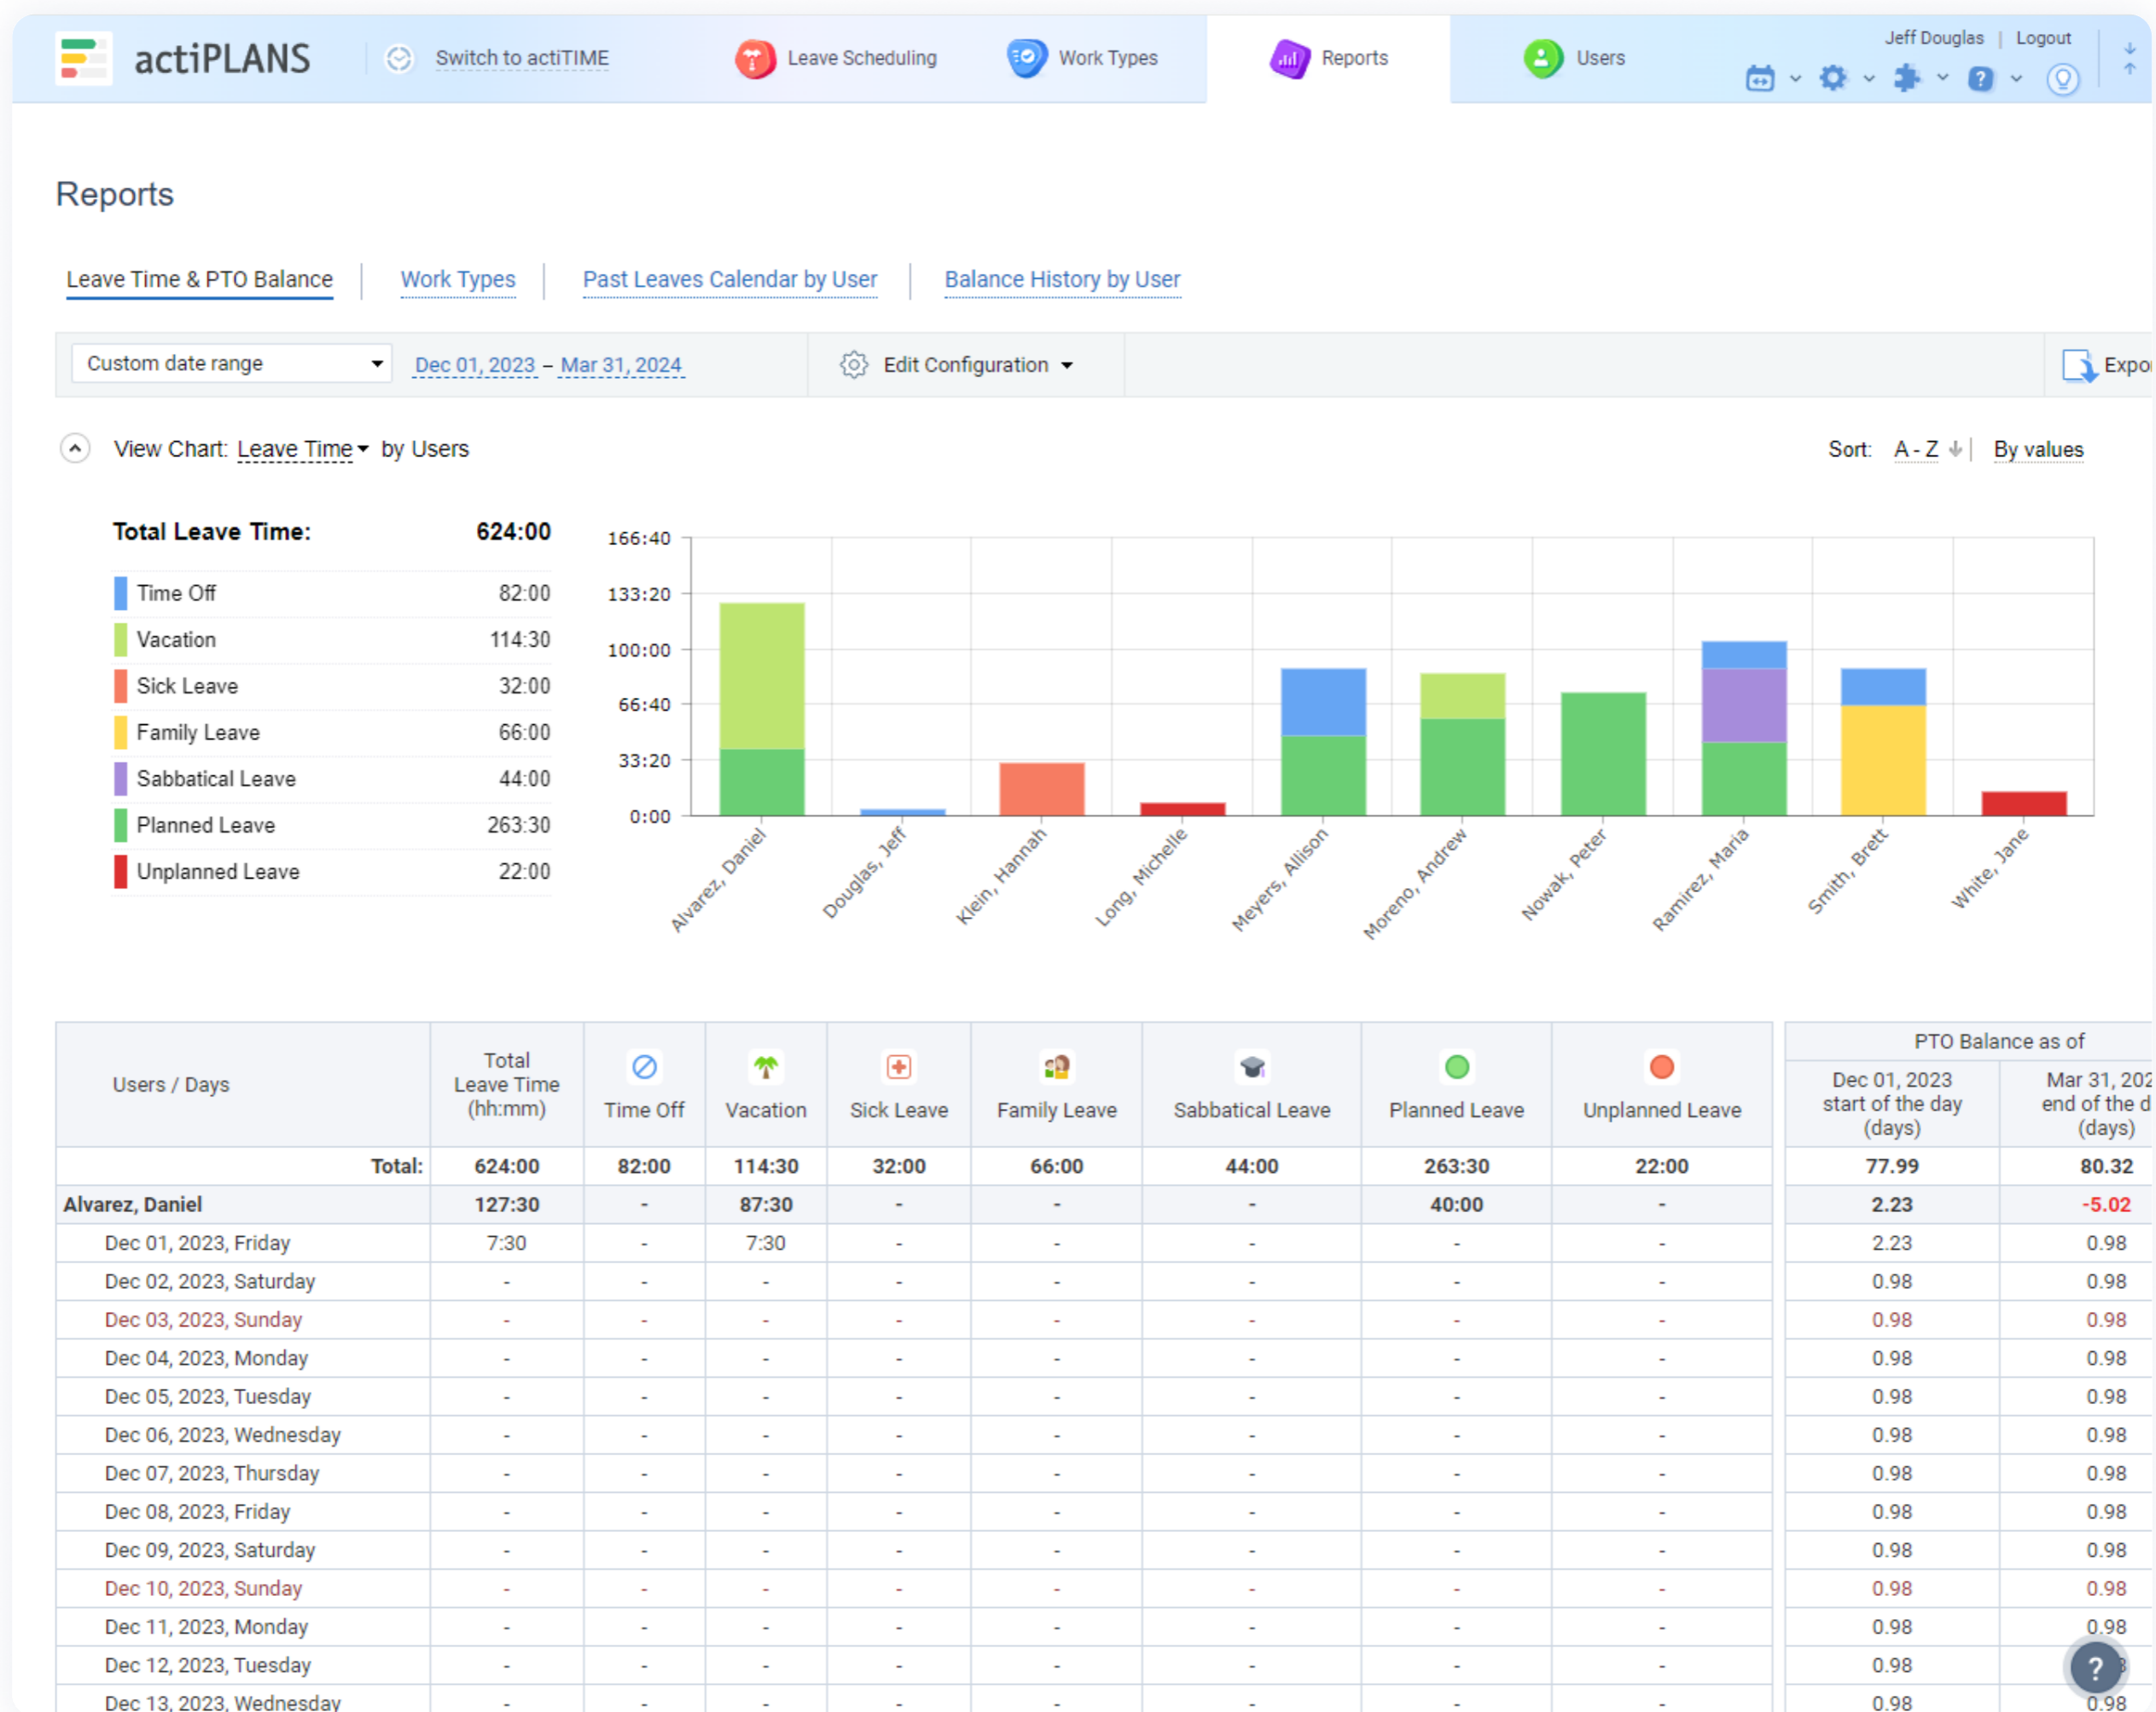 actiPLANS
Switch to actiTIME
Leave Scheduling
Work Types
Reports
Users
Jeff Douglas | Logout
Reports
Leave Time & PTO Balance
Work Types
Past Leaves Calendar by User
Balance History by User
Custom date range
Dec 01, 2023 – Mar 31, 2024
Edit Configuration
Expo
View Chart: Leave Time by Users
Sort: A - Z | By values
Total Leave Time: 624:00
Time Off 82:00
Vacation 114:30
Sick Leave 32:00
Family Leave 66:00
Sabbatical Leave 44:00
Planned Leave 263:30
Unplanned Leave 22:00
166:40
133:20
100:00
66:40
33:20
0:00
Alvarez, Daniel
Douglas, Jeff
Klein, Hannah
Long, Michelle
Meyers, Allison
Moreno, Andrew
Nowak, Peter
Ramirez, Maria
Smith, Brett
White, Jane
Users / Days
Total
Leave Time
(hh:mm)
Time Off
Vacation
Sick Leave
Family Leave
Sabbatical Leave
Planned Leave
Unplanned Leave
PTO Balance as of
Dec 01, 2023
start of the day
(days)
Mar 31, 202
end of the d
(days)
Total: 624:00 82:00 114:30 32:00 66:00 44:00 263:30 22:00 77.99 80.32
Alvarez, Daniel 127:30 - 87:30 - - - 40:00 - 2.23 -5.02
Dec 01, 2023, Friday 7:30 - 7:30 - - - - - 2.23 0.98
Dec 02, 2023, Saturday - - - - - - - - 0.98 0.98
Dec 03, 2023, Sunday - - - - - - - - 0.98 0.98
Dec 04, 2023, Monday - - - - - - - - 0.98 0.98
Dec 05, 2023, Tuesday - - - - - - - - 0.98 0.98
Dec 06, 2023, Wednesday - - - - - - - - 0.98 0.98
Dec 07, 2023, Thursday - - - - - - - - 0.98 0.98
Dec 08, 2023, Friday - - - - - - - - 0.98 0.98
Dec 09, 2023, Saturday - - - - - - - - 0.98 0.98
Dec 10, 2023, Sunday - - - - - - - - 0.98 0.98
Dec 11, 2023, Monday - - - - - - - - 0.98 0.98
Dec 12, 2023, Tuesday - - - - - - - - 0.98
Dec 13, 2023, Wednesday - - - - - - - - 0.98 0.98